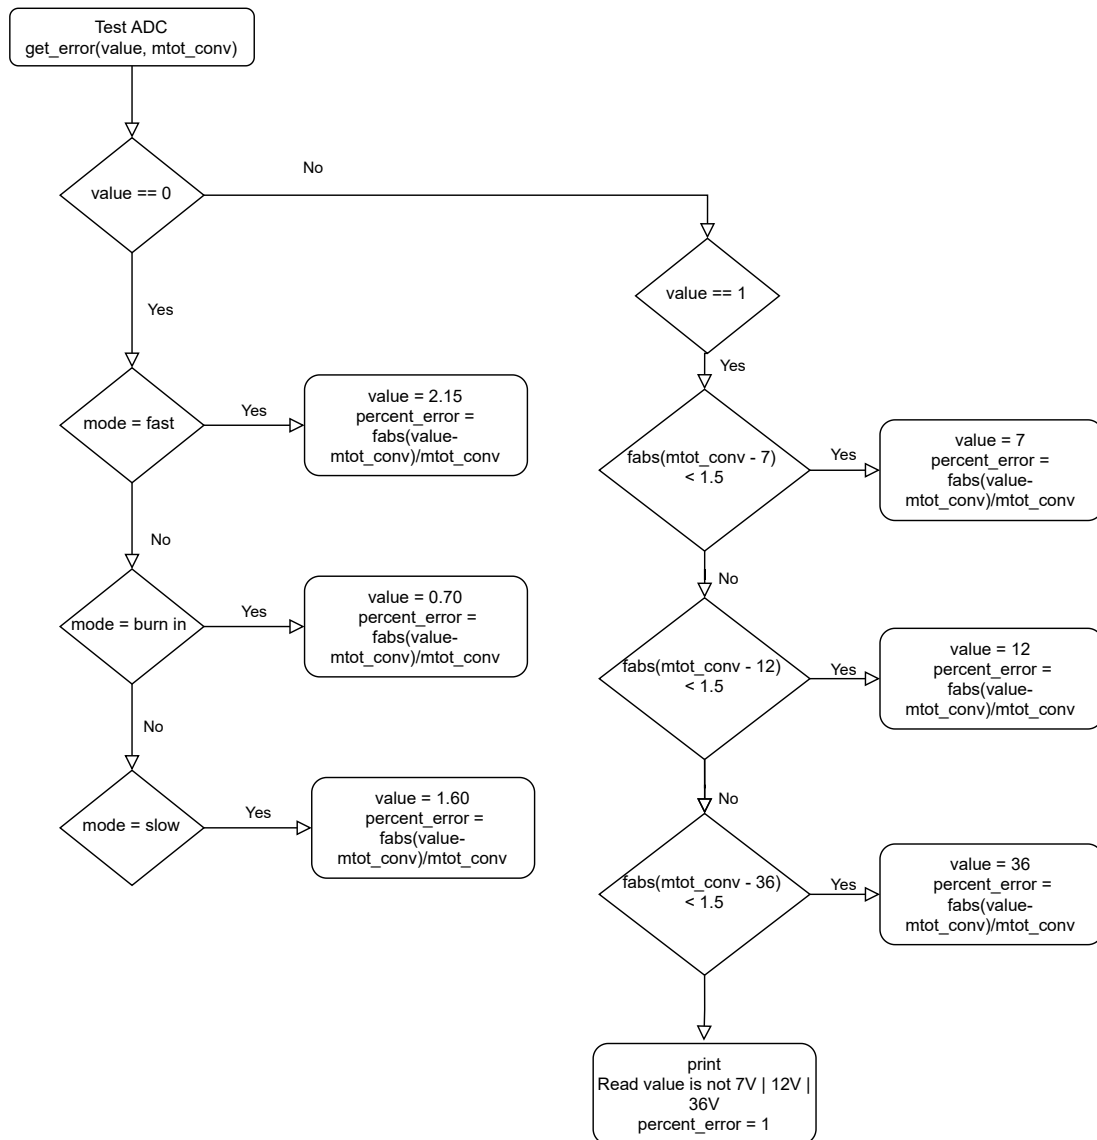 Test ADC
get_error(value, mtot_conv)
value == 0
No
Yes
value == 1
Yes
mode = fast
Yes
value = 2.15
percent_error =
fabs(value-
mtot_conv)/mtot_conv
No
fabs(mtot_conv - 7)
< 1.5
Yes
value = 7
percent_error =
fabs(value-
mtot_conv)/mtot_conv
No
mode = burn in
Yes
value = 0.70
percent_error =
fabs(value-
mtot_conv)/mtot_conv
No
fabs(mtot_conv - 12)
< 1.5
Yes
value = 12
percent_error =
fabs(value-
mtot_conv)/mtot_conv
No
mode = slow
Yes
value = 1.60
percent_error =
fabs(value-
mtot_conv)/mtot_conv
fabs(mtot_conv - 36)
< 1.5
Yes
value = 36
percent_error =
fabs(value-
mtot_conv)/mtot_conv
print
Read value is not 7V | 12V |
36V
percent_error = 1